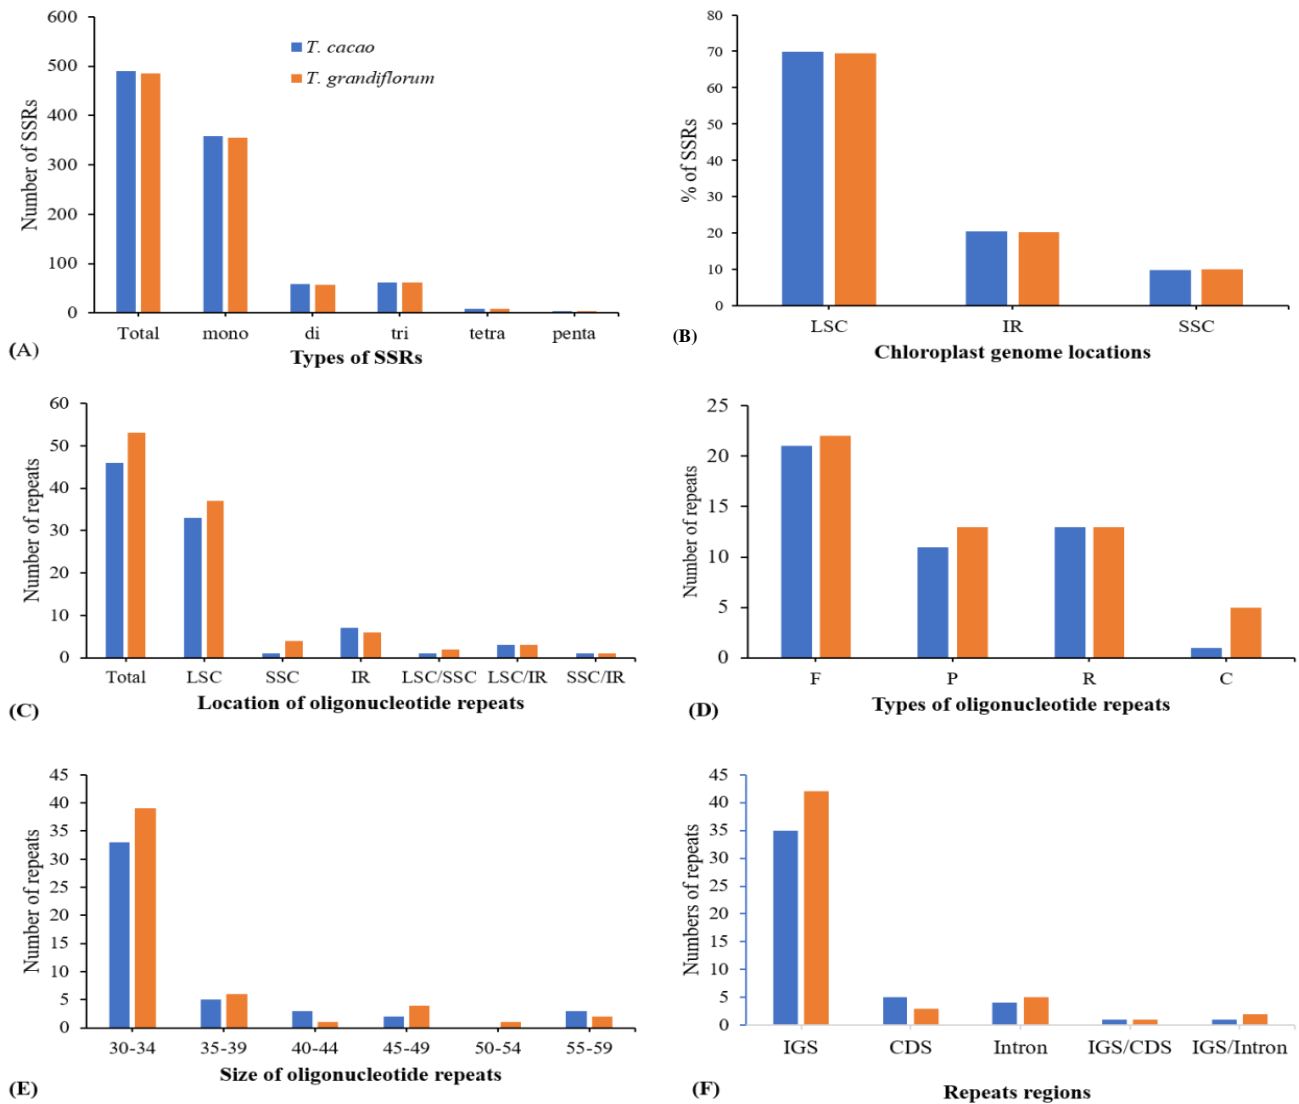 600
500
400
300
200
100
0
Number of SSRs
T. cacao
T. grandiflorum
Total mono di tri tetra penta
Types of SSRs
(A)
80
70
60
50
40
30
20
10
0
% of SSRs
LSC IR SSC
Chloroplast genome locations
(B)
60
50
40
30
20
10
0
Number of repeats
Total LSC SSC IR LSC/SSC LSC/IR SSC/IR
Location of oligonucleotide repeats
(C)
25
20
15
10
5
0
Number of repeats
F P R C
Types of oligonucleotide repeats
(D)
45
40
35
30
25
20
15
10
5
0
Number of repeats
30-34 35-39 40-44 45-49 50-54 55-59
Size of oligonucleotide repeats
(E)
45
40
35
30
25
20
15
10
5
0
Numbers of repeats
IGS CDS Intron IGS/CDS IGS/Intron
Repeats regions
(F)